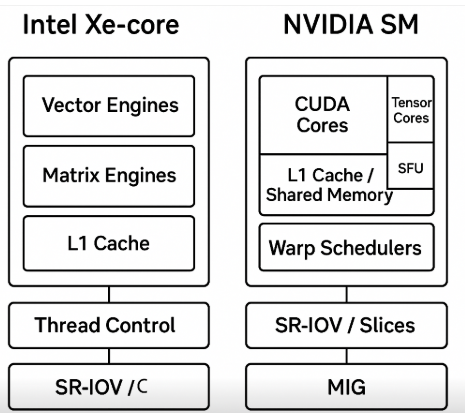 Intel Xe-core
Vector Engines
Matrix Engines
L1 Cache
Thread Control
SR-IOV /C
NVIDIA SM
CUDA
Cores
Tensor
Cores
SFU
L1 Cache /
Shared Memory
Warp Schedulers
SR-IOV / Slices
MIG